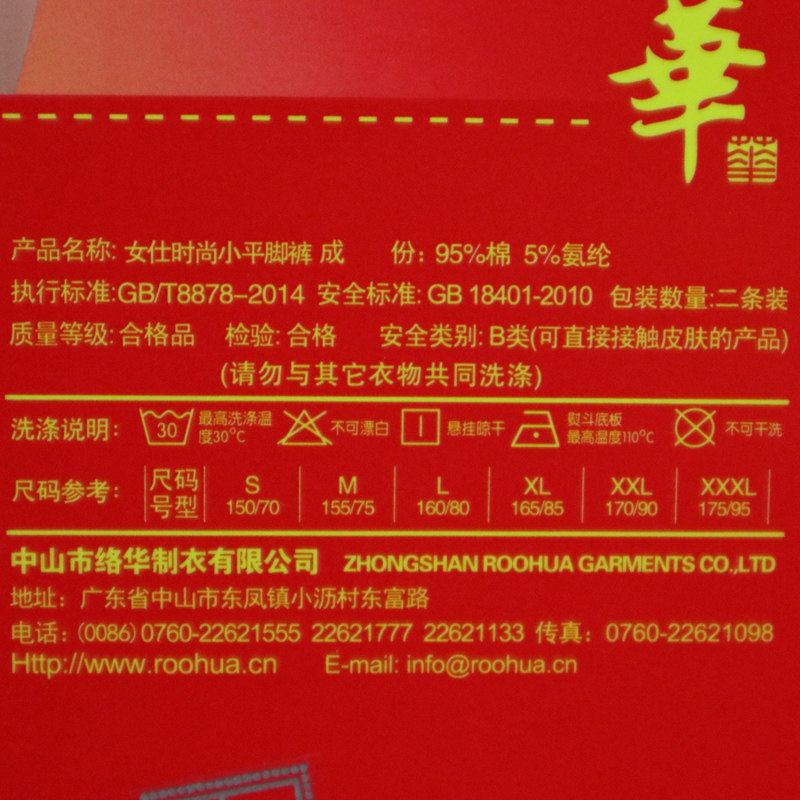 華
产品名称: 女仕时尚小平脚裤 成 份: 95%棉 5%氨纶
执行标准:GB/T8878-2014 安全标准: GB 18401-2010 包装数量:二条装
质量等级: 合格品 检验: 合格 安全类别: B类(可直接接触皮肤的产品)
(请勿与其它衣物共同洗涤)
洗涤说明: 30 最高洗涤温度30℃ 不可漂白 悬挂晾干 熨斗底板最高温度110℃ 不可干洗
尺码参考: 尺码 S M L XL XXL XXXL
号型 150/70 155/75 160/80 165/85 170/90 175/95
中山市络华制衣有限公司 ZHONGSHAN ROOHUA GARMENTS CO.,LTD
地址: 广东省中山市东凤镇小沥村东富路
电话: (0086) 0760-22621555 22621777 22621133 传真: 0760-22621098
Http://www.roohua.cn E-mail: info@roohua.cn